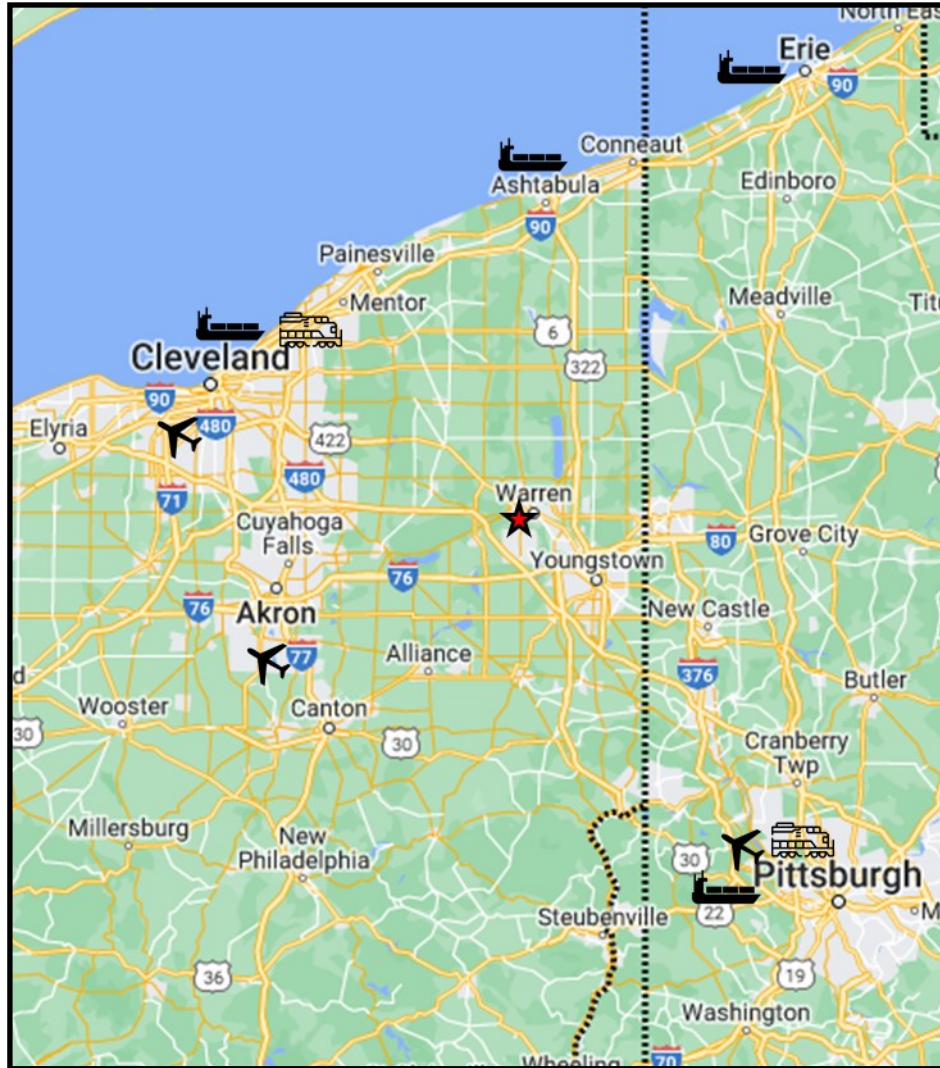 North East
Erie
90
Conneaut
Ashtabula
90
Edinboro
Painesville
Mentor
Meadville
6
322
Cleveland
90
480
Elyria
422
480
71
Warren
Cuyahoga
Falls
Youngstown
80
Grove City
76
76
Akron
New Castle
77
Alliance
376
Butler
Wooster
Canton
30
30
Cranberry
Twp
Millersburg
New
Philadelphia
30
Pittsburgh
22
Steubenville
36
19
Washington
Wheeling
70